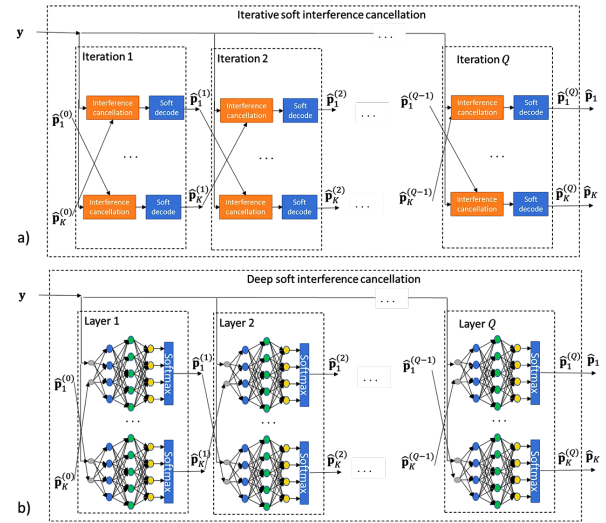 Iterative soft interference cancellation
y
. . .
Iteration 1
Iteration 2
Iteration Q
Interference cancellation
Soft decode
p̂₁⁽⁰⁾
p̂₁⁽¹⁾
Interference cancellation
Soft decode
p̂₁⁽²⁾
. . .
p̂₁⁽Q⁻¹⁾
Interference cancellation
Soft decode
p̂₁⁽Q⁾
p̂₁
. . .
. . .
. . .
p̂_K⁽⁰⁾
Interference cancellation
Soft decode
p̂_K⁽¹⁾
Interference cancellation
Soft decode
p̂_K⁽²⁾
. . .
p̂_K⁽Q⁻¹⁾
Interference cancellation
Soft decode
p̂_K⁽Q⁾
p̂_K
a)
Deep soft interference cancellation
y
. . .
Layer 1
Layer 2
Layer Q
p̂₁⁽⁰⁾
Softmax
p̂₁⁽¹⁾
Softmax
p̂₁⁽²⁾
. . .
p̂₁⁽Q⁻¹⁾
Softmax
p̂₁⁽Q⁾
p̂₁
. . .
. . .
. . .
p̂_K⁽⁰⁾
Softmax
p̂_K⁽¹⁾
Softmax
p̂_K⁽²⁾
. . .
p̂_K⁽Q⁻¹⁾
Softmax
p̂_K⁽Q⁾
p̂_K
b)